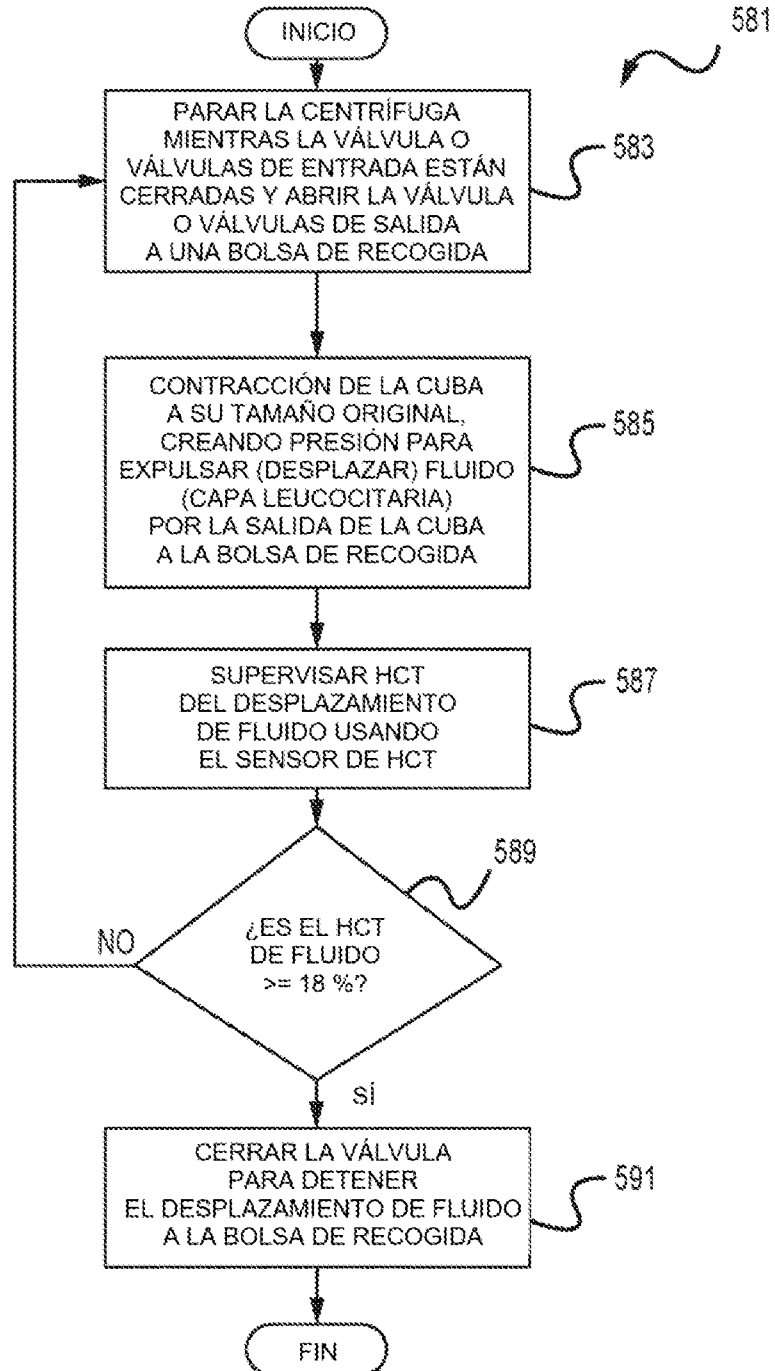 INICIO
581
PARAR LA CENTRÍFUGA
MIENTRAS LA VÁLVULA O
VÁLVULAS DE ENTRADA ESTÁN
CERRADAS Y ABRIR LA VÁLVULA
O VÁLVULAS DE SALIDA
A UNA BOLSA DE RECOGIDA
583
CONTRACCIÓN DE LA CUBA
A SU TAMAÑO ORIGINAL,
CREANDO PRESIÓN PARA
EXPULSAR (DESPLAZAR) FLUIDO
(CAPA LEUCOCITARIA)
POR LA SALIDA DE LA CUBA
A LA BOLSA DE RECOGIDA
585
SUPERVISAR HCT
DEL DESPLAZAMIENTO
DE FLUIDO USANDO
EL SENSOR DE HCT
587
¿ES EL HCT
DE FLUIDO
>= 18 %?
589
NO
SÍ
CERRAR LA VÁLVULA
PARA DETENER
EL DESPLAZAMIENTO DE FLUIDO
A LA BOLSA DE RECOGIDA
591
FIN